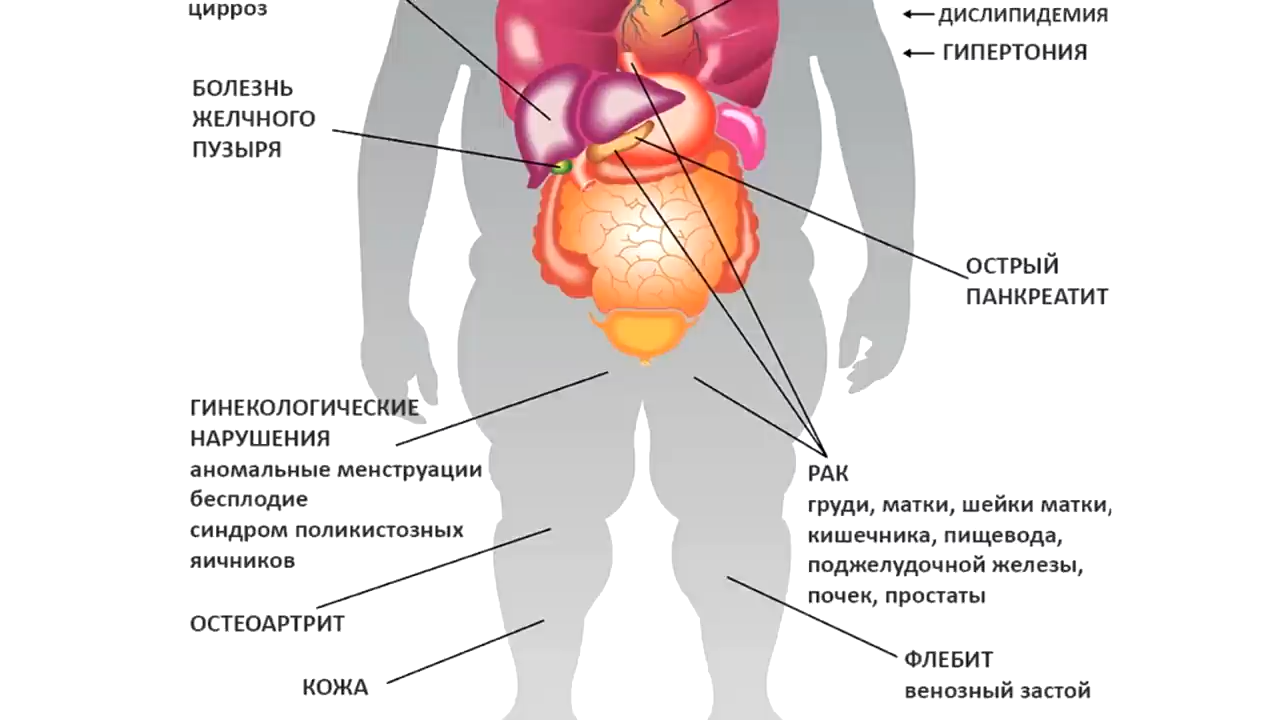 цирроз
ДИСЛИПИДЕМИЯ
ГИПЕРТОНИЯ
БОЛЕЗНЬ
ЖЕЛЧНОГО
ПУЗЫРЯ
ОСТРЫЙ
ПАНКРЕАТИТ
ГИНЕКОЛОГИЧЕСКИЕ
НАРУШЕНИЯ
аномальные менструации
бесплодие
синдром поликистозных
яичников
РАК
груди, матки, шейки матки,
кишечника, пищевода,
поджелудочной железы,
почек, простаты
ОСТЕОАРТРИТ
КОЖА
ФЛЕБИТ
венозный застой